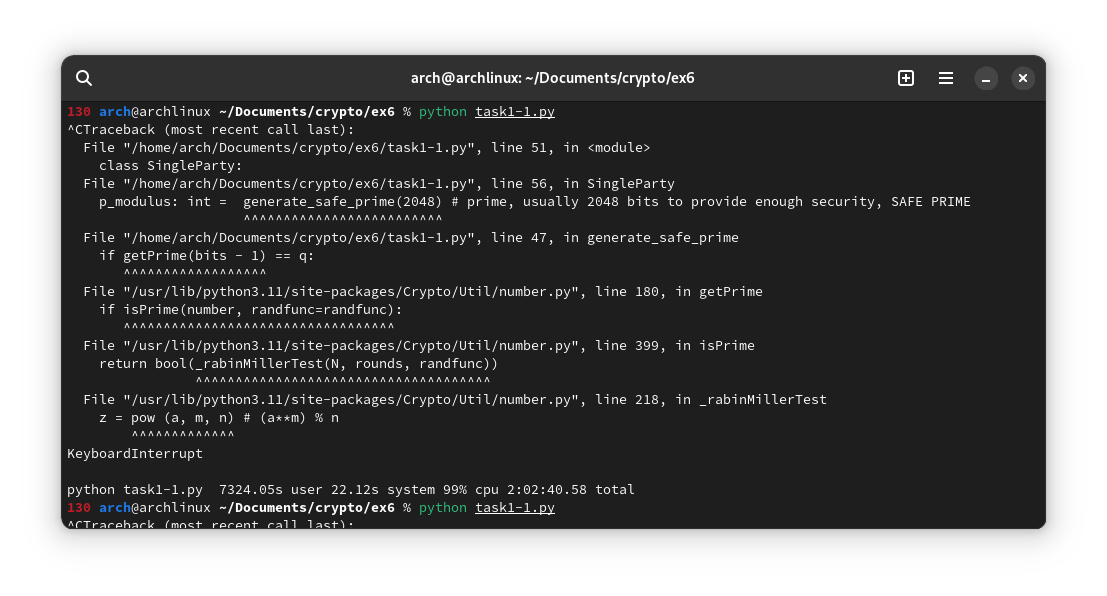 arch@archlinux: ~/Documents/crypto/ex6
130 arch@archlinux ~/Documents/crypto/ex6 % python task1-1.py
^CTraceback (most recent call last):
  File "/home/arch/Documents/crypto/ex6/task1-1.py", line 51, in <module>
    class SingleParty:
  File "/home/arch/Documents/crypto/ex6/task1-1.py", line 56, in SingleParty
    p_modulus: int =  generate_safe_prime(2048) # prime, usually 2048 bits to provide enough security, SAFE PRIME
                      ^^^^^^^^^^^^^^^^^^^^^^^^^
  File "/home/arch/Documents/crypto/ex6/task1-1.py", line 47, in generate_safe_prime
    if getPrime(bits - 1) == q:
       ^^^^^^^^^^^^^^^^^^
  File "/usr/lib/python3.11/site-packages/Crypto/Util/number.py", line 180, in getPrime
    if isPrime(number, randfunc=randfunc):
       ^^^^^^^^^^^^^^^^^^^^^^^^^^^^^^^^^^
  File "/usr/lib/python3.11/site-packages/Crypto/Util/number.py", line 399, in isPrime
    return bool(_rabinMillerTest(N, rounds, randfunc))
                ^^^^^^^^^^^^^^^^^^^^^^^^^^^^^^^^^^^^^
  File "/usr/lib/python3.11/site-packages/Crypto/Util/number.py", line 218, in _rabinMillerTest
    z = pow (a, m, n) # (a**m) % n
        ^^^^^^^^^^^^^
KeyboardInterrupt
python task1-1.py  7324.05s user 22.12s system 99% cpu 2:02:40.58 total
130 arch@archlinux ~/Documents/crypto/ex6 % python task1-1.py
^CTraceback (most recent call last):